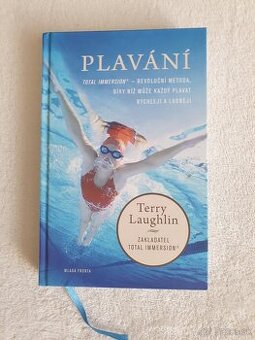 PLAVÁNÍ
TOTAL IMMERSION® – REVOLUČNÍ METODA,
DÍKY NÍŽ MŮŽE KAŽDÝ PLAVAT
RYCHLEJI A LADNĚJI
Terry
Laughlin
ZAKLADATEL
TOTAL IMMERSION®
MLADÁ FRONTA